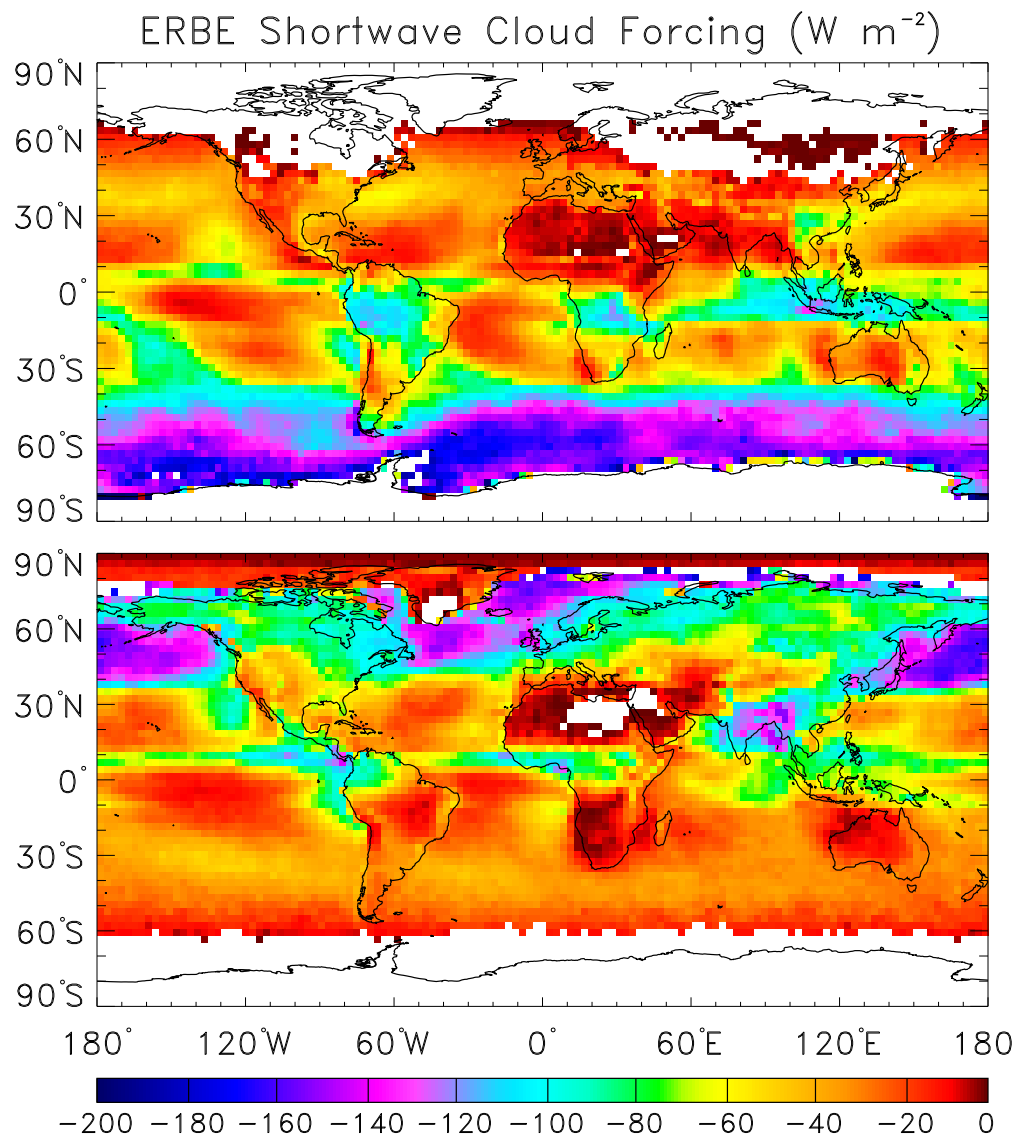 ERBE Shortwave Cloud Forcing (W m⁻²)
90°N
60°N
30°N
0°
30°S
60°S
90°S
90°N
60°N
30°N
0°
30°S
60°S
90°S
180° 120°W 60°W 0° 60°E 120°E 180
−200 −180 −160 −140 −120 −100 −80 −60 −40 −20 0